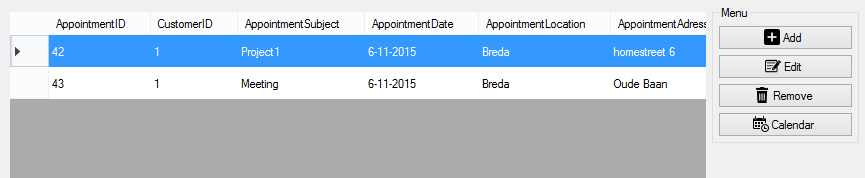 AppointmentID CustomerID AppointmentSubject AppointmentDate AppointmentLocation AppointmentAdress
42 1 Project1 6-11-2015 Breda homestreet 6
43 1 Meeting 6-11-2015 Breda Oude Baan
Menu
Add
Edit
Remove
Calendar